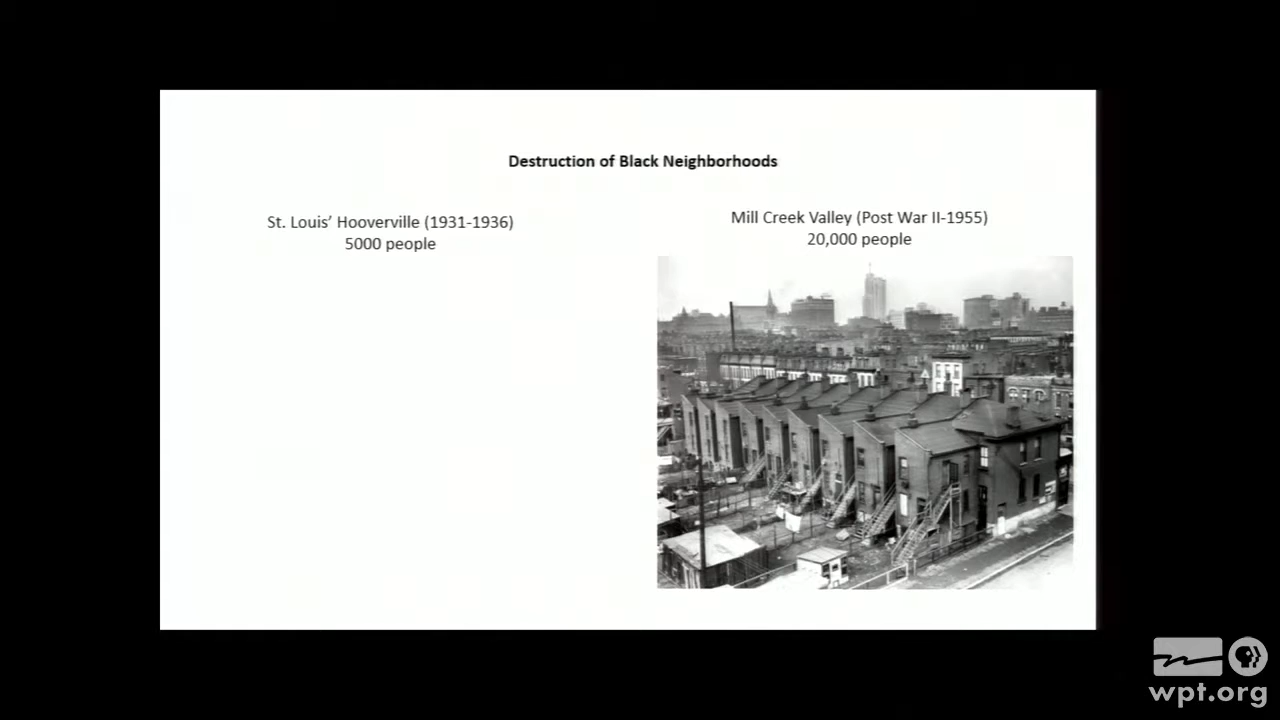 Destruction of Black Neighborhoods
St. Louis’ Hooverville (1931-1936)
5000 people
Mill Creek Valley (Post War II-1955)
20,000 people
wpt.org